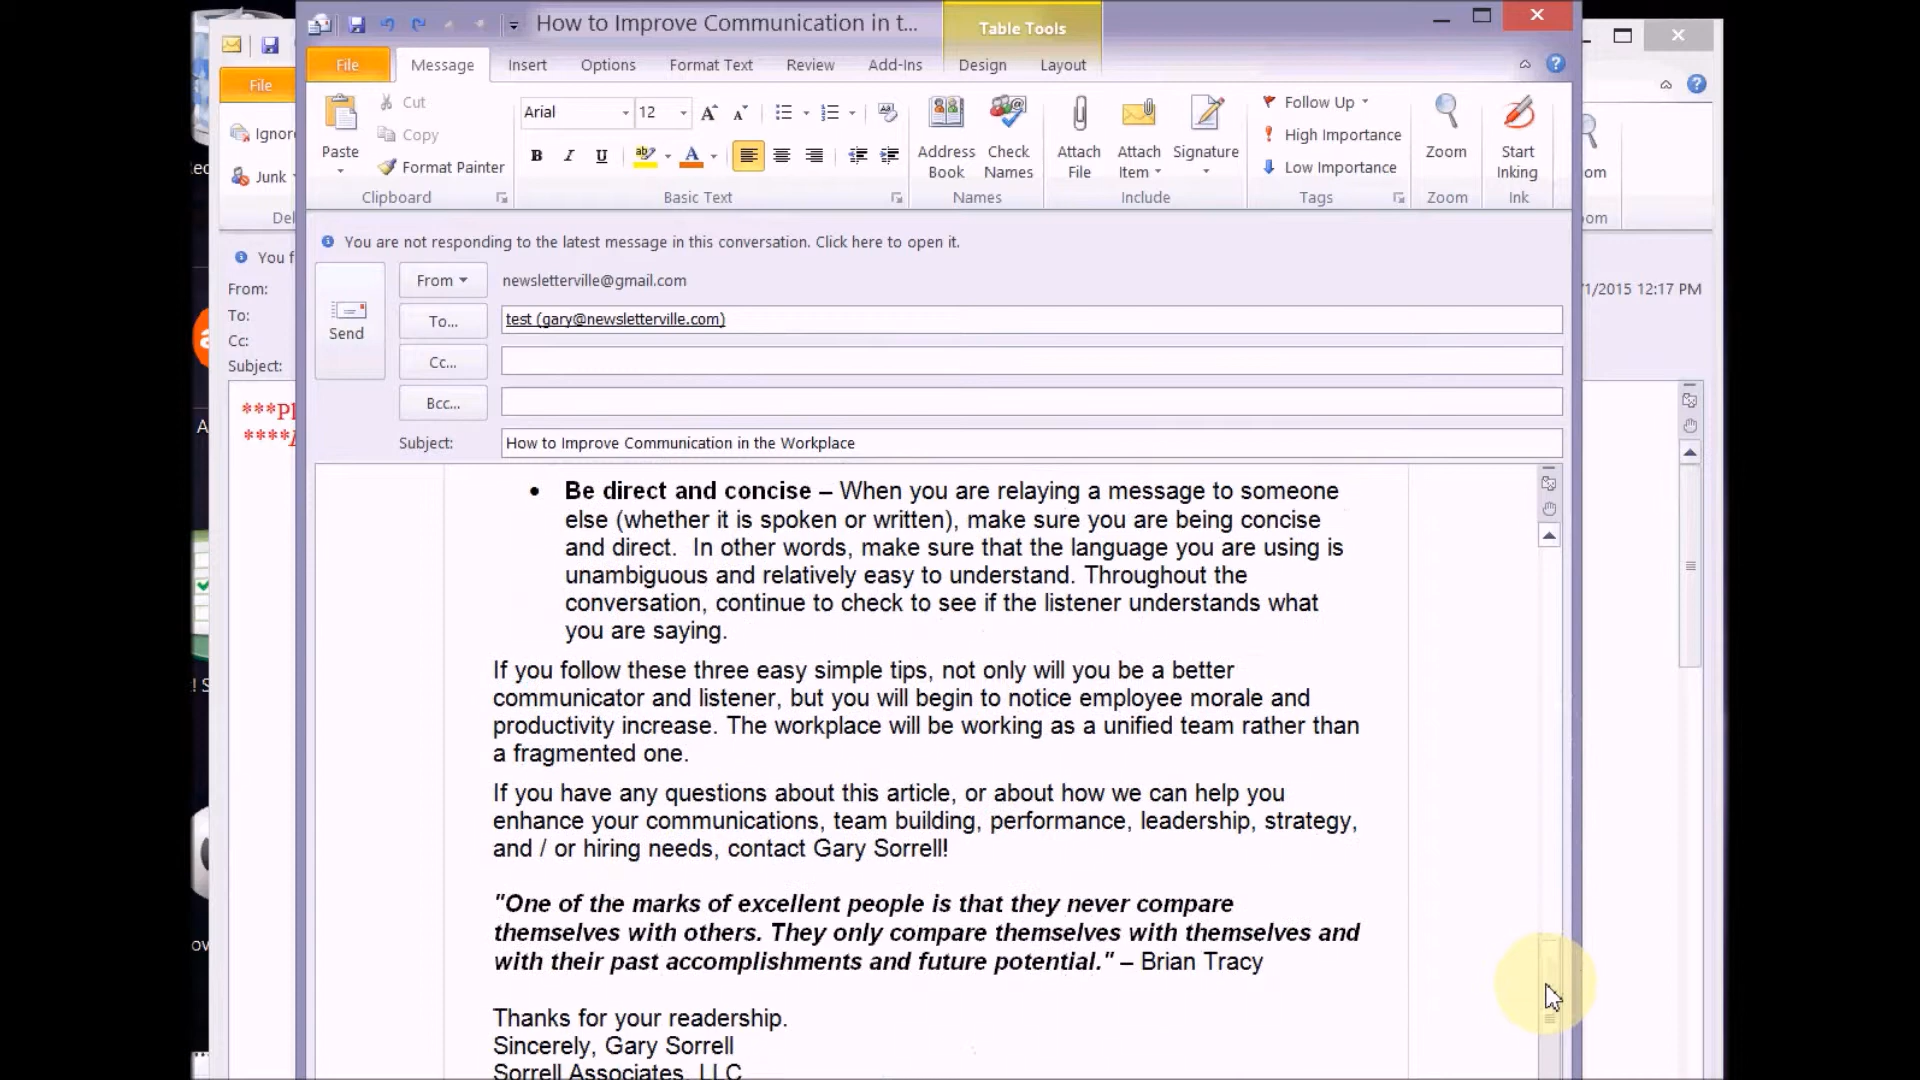 How to Improve Communication in t...
Table Tools
File
Message
Insert
Options
Format Text
Review
Add-Ins
Design
Layout
File
Cut
Copy
Paste
Format Painter
Clipboard
Arial
12
B I U
Basic Text
Address
Book
Check
Names
Names
Attach
File
Attach
Item
Signature
Include
Follow Up
High Importance
Low Importance
Tags
Zoom
Zoom
Start
Inking
Ink
Junk
You are not responding to the latest message in this conversation. Click here to open it.
Send
From
newsletterville@gmail.com
To...
test (gary@newsletterville.com)
Cc...
Bcc...
Subject:
How to Improve Communication in the Workplace
From:
To:
Cc:
Subject:
/1/2015 12:17 PM
• Be direct and concise – When you are relaying a message to someone
else (whether it is spoken or written), make sure you are being concise
and direct.  In other words, make sure that the language you are using is
unambiguous and relatively easy to understand. Throughout the
conversation, continue to check to see if the listener understands what
you are saying.
If you follow these three easy simple tips, not only will you be a better
communicator and listener, but you will begin to notice employee morale and
productivity increase. The workplace will be working as a unified team rather than
a fragmented one.
If you have any questions about this article, or about how we can help you
enhance your communications, team building, performance, leadership, strategy,
and / or hiring needs, contact Gary Sorrell!
"One of the marks of excellent people is that they never compare
themselves with others. They only compare themselves with themselves and
with their past accomplishments and future potential." – Brian Tracy
Thanks for your readership.
Sincerely, Gary Sorrell
Sorrell Associates, LLC